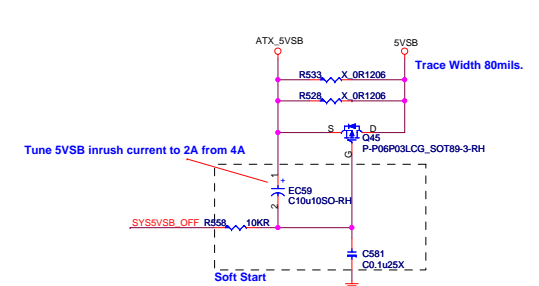 ATX_5VSB
5VSB
Trace Width 80mils.
R533
X_0R1206
R528
X_0R1206
S
D
Q45
P-P06P03LCG_SOT89-3-RH
G
Tune 5VSB inrush current to 2A from 4A
1
+
EC59
C10u10SO-RH
2
SYS5VSB_OFF
R558
10KR
C581
C0.1u25X
Soft Start